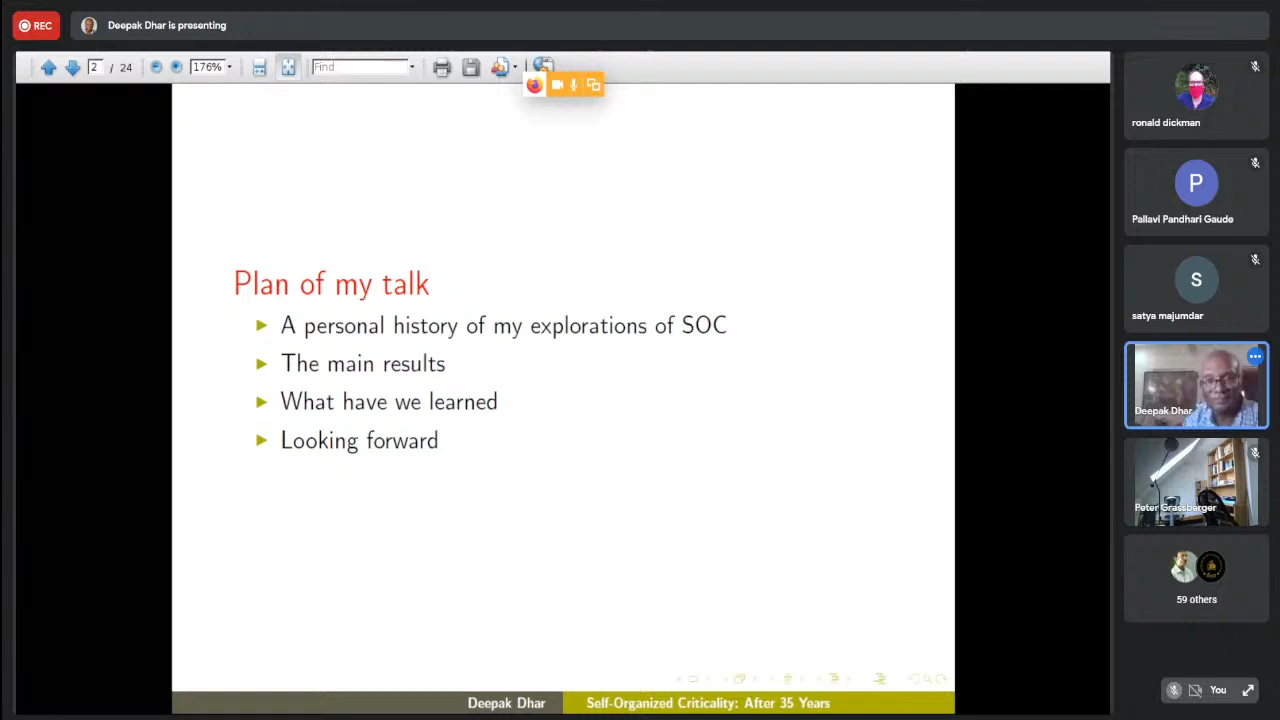 REC
Deepak Dhar is presenting
2 / 24
176%
Find
Plan of my talk
A personal history of my explorations of SOC
The main results
What have we learned
Looking forward
Deepak Dhar
Self-Organized Criticality: After 35 Years
ronald dickman
P
Pallavi Pandhari Gaude
S
satya majumdar
Deepak Dhar
Peter Grassberger
59 others
You